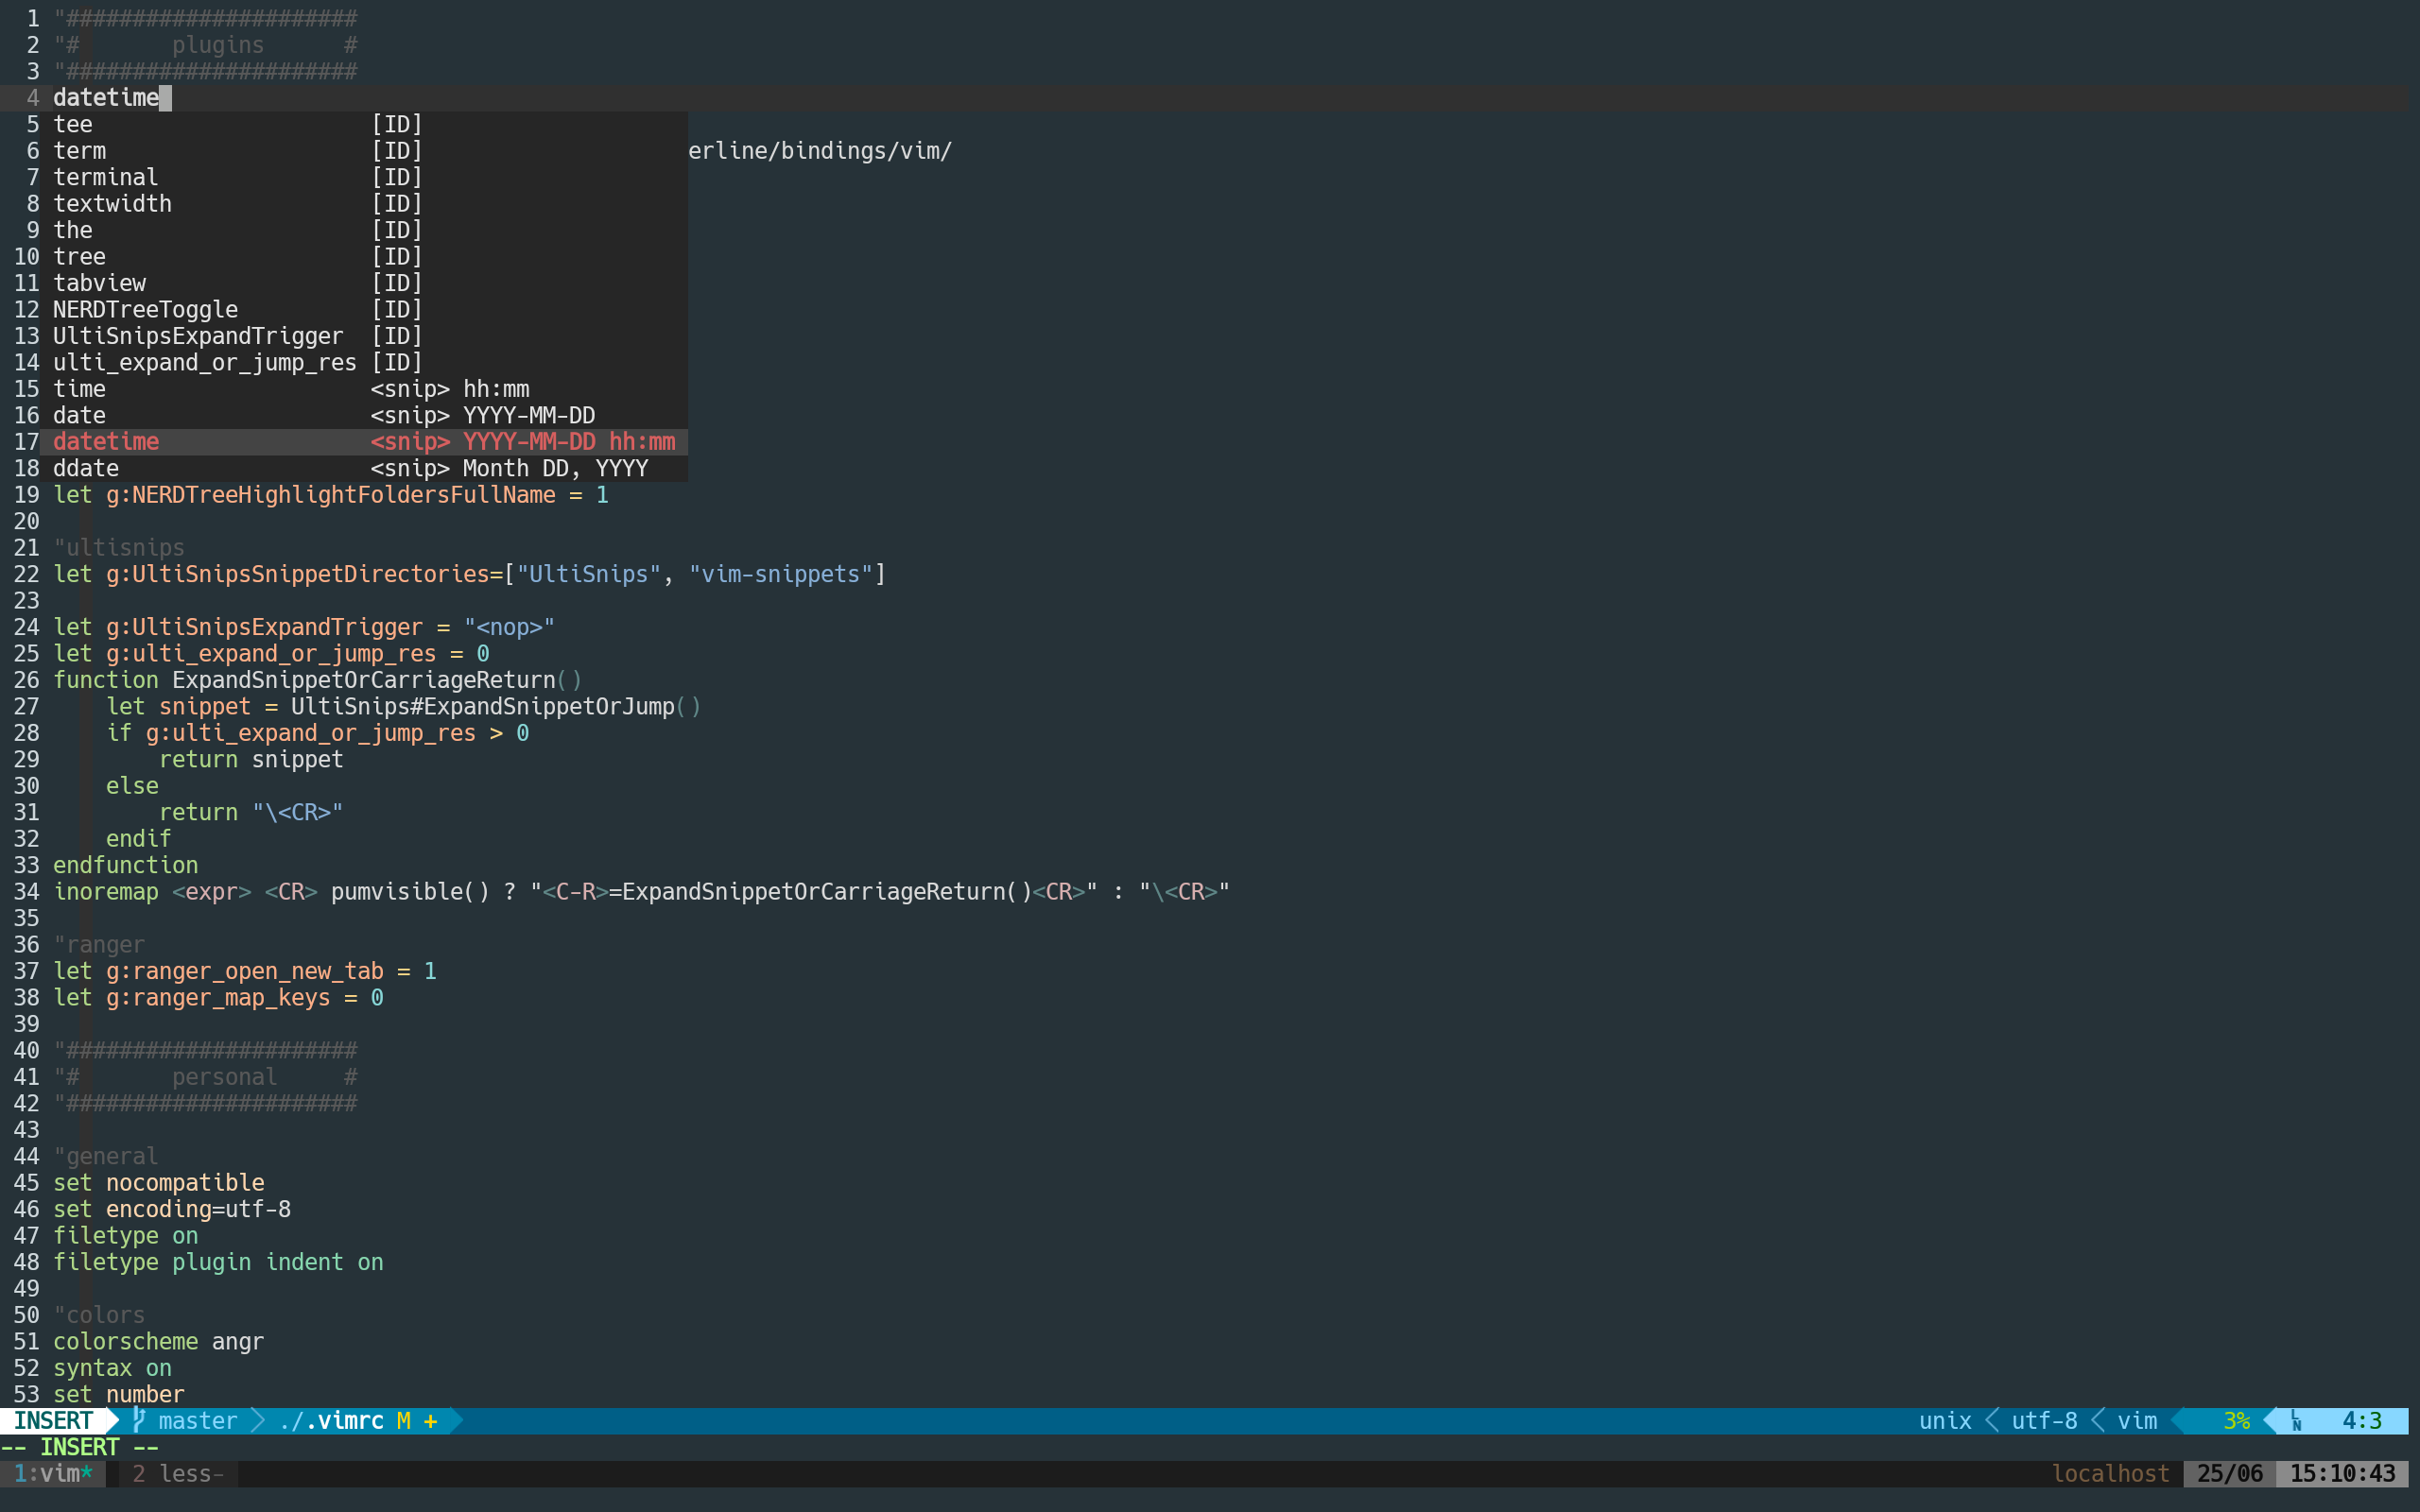 1 "######################
2 "#       plugins      #
3 "######################
4 datetime
5 tee                     [ID]
6 term                    [ID]                    erline/bindings/vim/
7 terminal                [ID]
8 textwidth               [ID]
9 the                     [ID]
10 tree                    [ID]
11 tabview                 [ID]
12 NERDTreeToggle          [ID]
13 UltiSnipsExpandTrigger  [ID]
14 ulti_expand_or_jump_res [ID]
15 time                    <snip> hh:mm
16 date                    <snip> YYYY-MM-DD
17 datetime                <snip> YYYY-MM-DD hh:mm
18 ddate                   <snip> Month DD, YYYY
19 let g:NERDTreeHighlightFoldersFullName = 1
20
21 "ultisnips
22 let g:UltiSnipsSnippetDirectories=["UltiSnips", "vim-snippets"]
23
24 let g:UltiSnipsExpandTrigger = "<nop>"
25 let g:ulti_expand_or_jump_res = 0
26 function ExpandSnippetOrCarriageReturn()
27     let snippet = UltiSnips#ExpandSnippetOrJump()
28     if g:ulti_expand_or_jump_res > 0
29         return snippet
30     else
31         return "\<CR>"
32     endif
33 endfunction
34 inoremap <expr> <CR> pumvisible() ? "<C-R>=ExpandSnippetOrCarriageReturn()<CR>" : "\<CR>"
35
36 "ranger
37 let g:ranger_open_new_tab = 1
38 let g:ranger_map_keys = 0
39
40 "######################
41 "#       personal     #
42 "######################
43
44 "general
45 set nocompatible
46 set encoding=utf-8
47 filetype on
48 filetype plugin indent on
49
50 "colors
51 colorscheme angr
52 syntax on
53 set number
INSERT master ./.vimrc M + unix utf-8 vim 3% LN 4:3
-- INSERT --
1:vim* 2 less- localhost 25/06 15:10:43